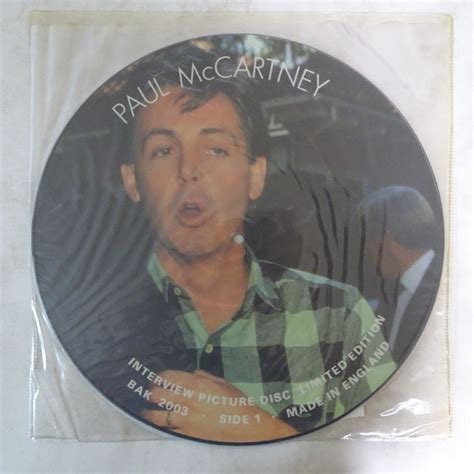 PAUL McCARTNEY
INTERVIEW PICTURE DISC. LIMITED EDITION
BAK 2003 · SIDE 1 · MADE IN ENGLAND